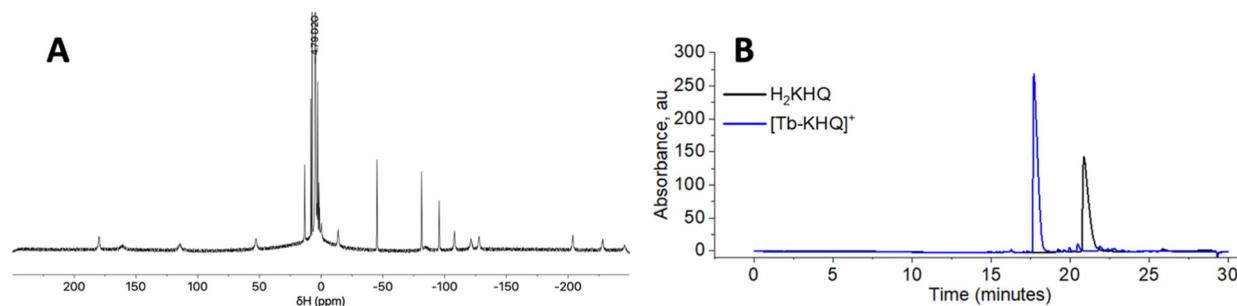 A
4.79 D2O
200 150 100 50 0 -50 -100 -150 -200
δH (ppm)
B
300
250
200
150
100
50
0
Absorbance, au
H₂KHQ
[Tb-KHQ]⁺
0 5 10 15 20 25 30
Time (minutes)